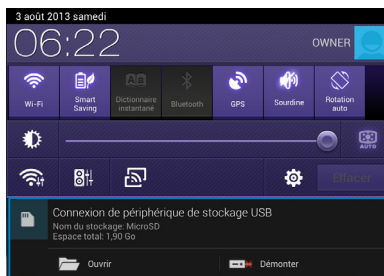 3 août 2013 samedi
06:22
OWNER
Wi-Fi
Smart Saving
Dictionnaire instantané
Bluetooth
GPS
Sourdine
Rotation auto
AUTO
Effacer
Connexion de périphérique de stockage USB
Nom du stockage: MicroSD
Espace total: 1,90 Go
Ouvrir
Démonter